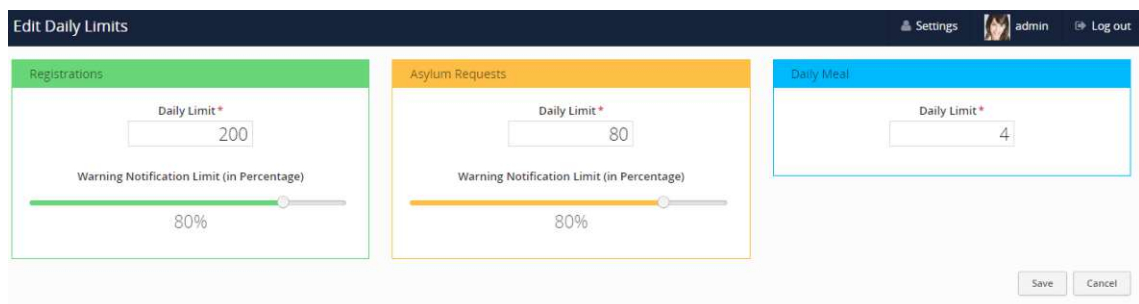 Edit Daily Limits
Settings admin Log out
Registrations
Daily Limit*
200
Warning Notification Limit (in Percentage)
80%
Asylum Requests
Daily Limit*
80
Warning Notification Limit (in Percentage)
80%
Daily Meal
Daily Limit*
4
Save Cancel